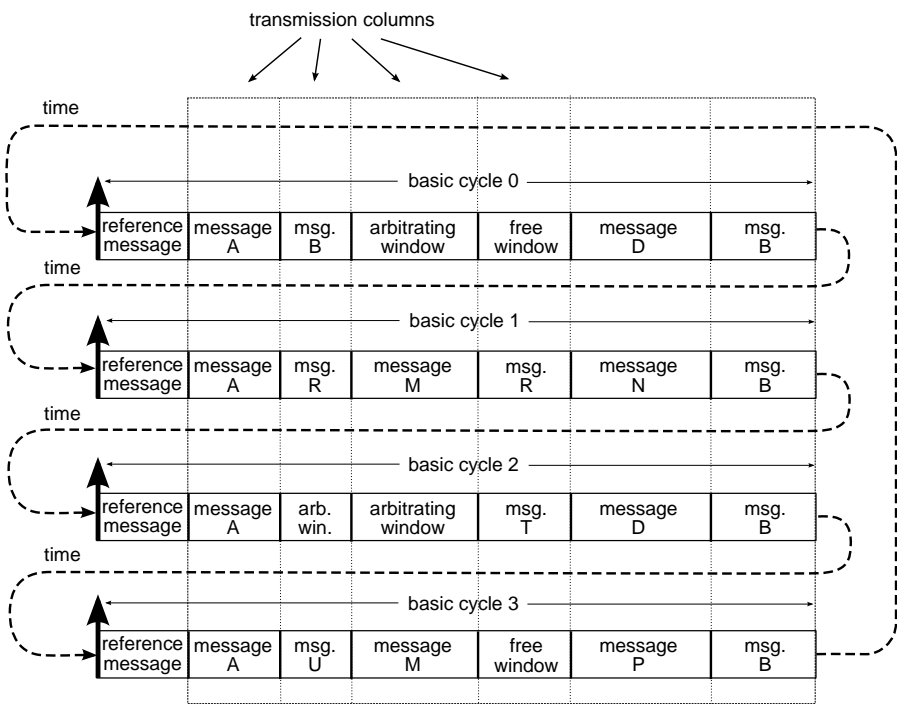 transmission columns
time
basic cycle 0
reference message A msg. arbitrating free message msg.
message A B window window D B
time
basic cycle 1
reference message msg. message msg. message msg.
message A R M R N B
time
basic cycle 2
reference message arb. arbitrating msg. message msg.
message A win. window T D B
time
basic cycle 3
reference message msg. message free message msg.
message A U M window P B